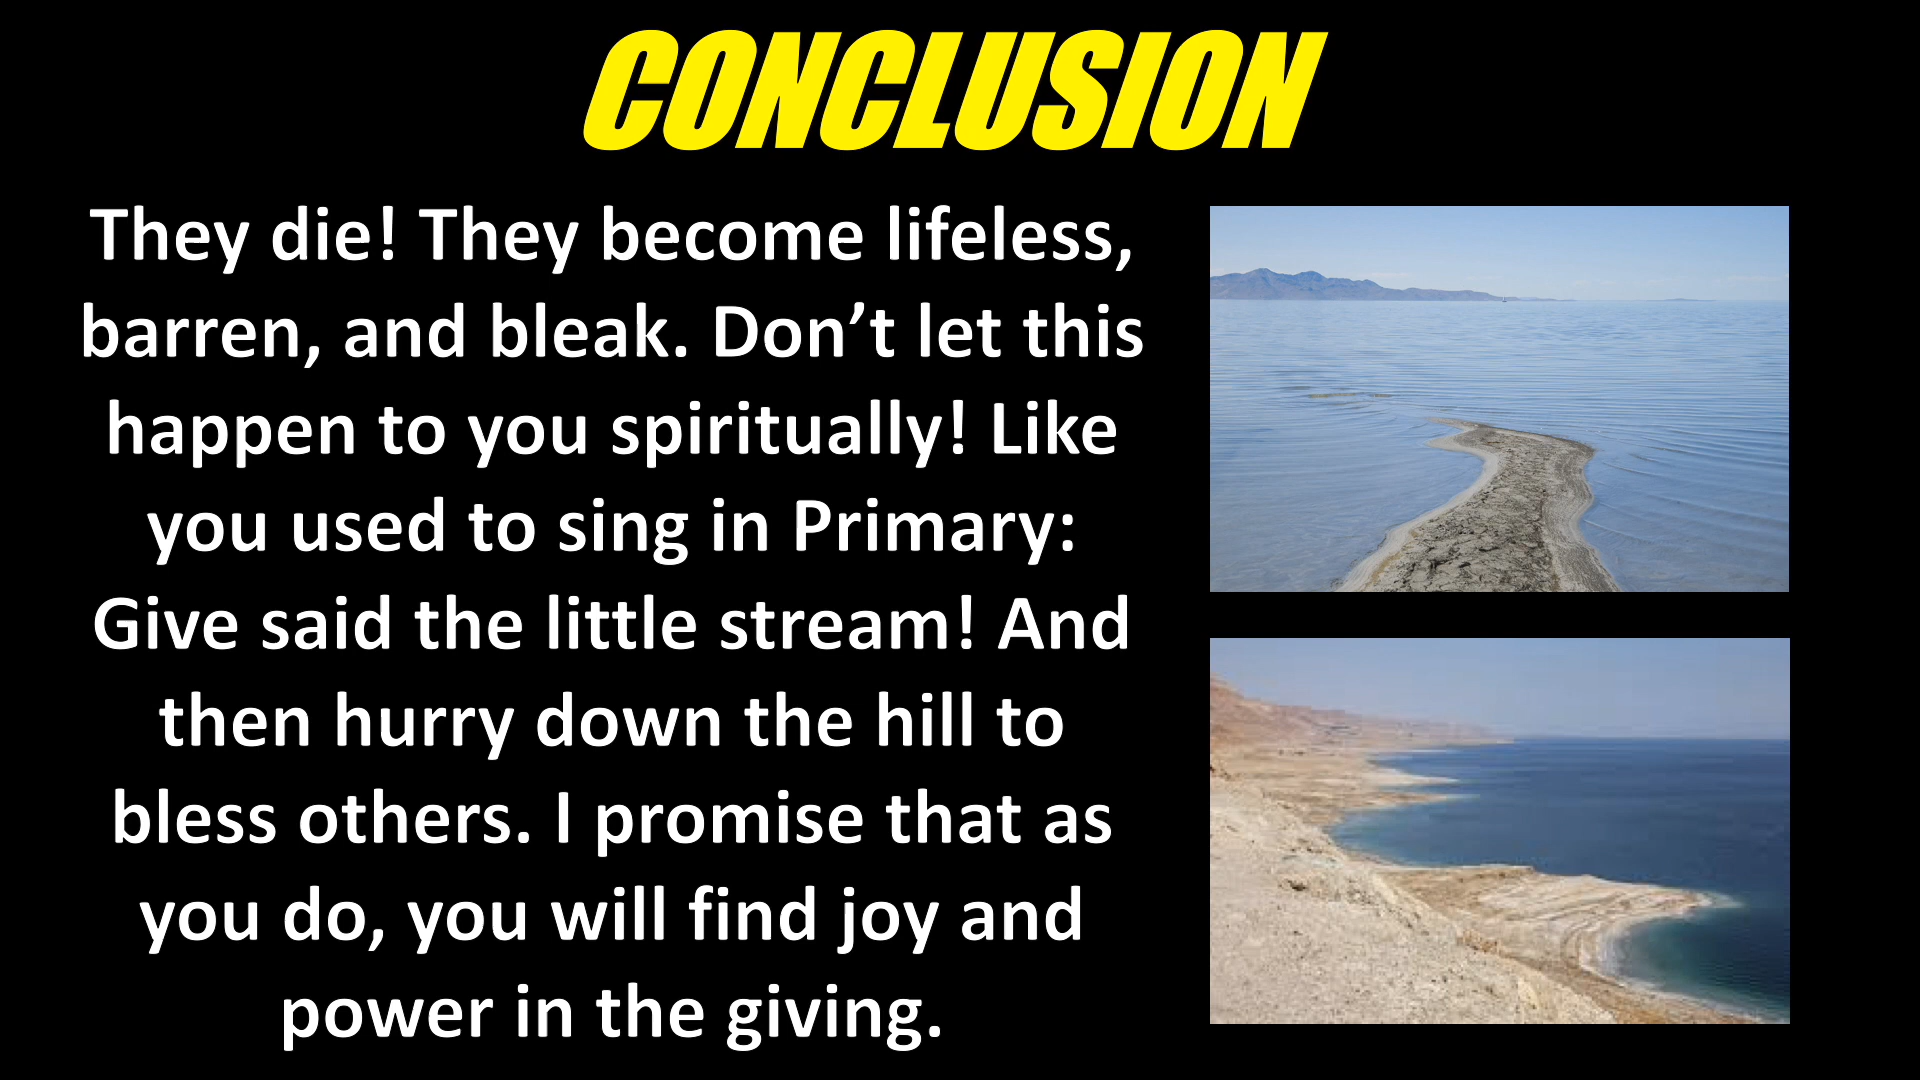 CONCLUSION
They die! They become lifeless,
barren, and bleak. Don’t let this
happen to you spiritually! Like
you used to sing in Primary:
Give said the little stream! And
then hurry down the hill to
bless others. I promise that as
you do, you will find joy and
power in the giving.